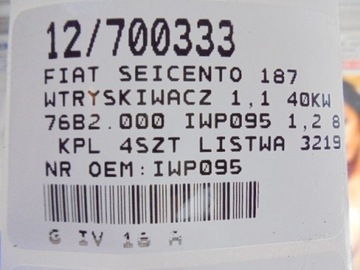 12/700333
FIAT SEICENTO 187
WTRYSKIWACZ 1,1 40KW
76B2.000 IWP095 1,2 8
KPL 4SZT LISTWA 3219
NR OEM:IWP095
G IV 16 A